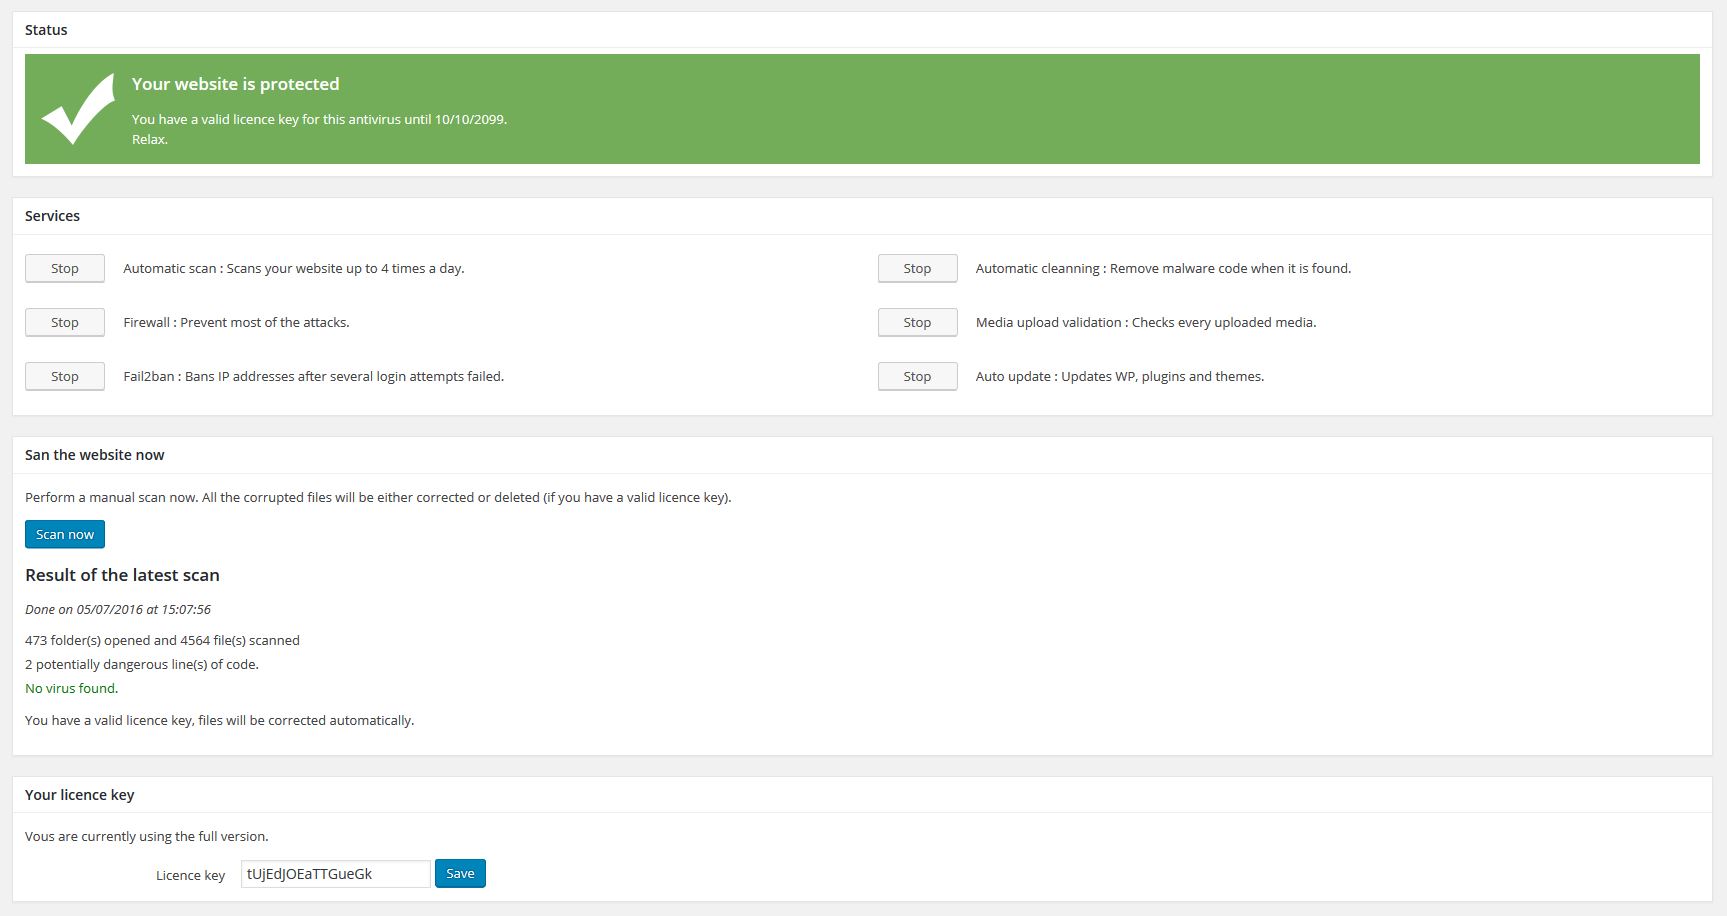 Status
Your website is protected
You have a valid licence key for this antivirus until 10/10/2099.
Relax.
Services
Stop Automatic scan : Scans your website up to 4 times a day.
Stop Automatic cleanning : Remove malware code when it is found.
Stop Firewall : Prevent most of the attacks.
Stop Media upload validation : Checks every uploaded media.
Stop Fail2ban : Bans IP addresses after several login attempts failed.
Stop Auto update : Updates WP, plugins and themes.
San the website now
Perform a manual scan now. All the corrupted files will be either corrected or deleted (if you have a valid licence key).
Scan now
Result of the latest scan
Done on 05/07/2016 at 15:07:56
473 folder(s) opened and 4564 file(s) scanned
2 potentially dangerous line(s) of code.
No virus found.
You have a valid licence key, files will be corrected automatically.
Your licence key
Vous are currently using the full version.
Licence key tUjEdJOEaTTGueGk Save